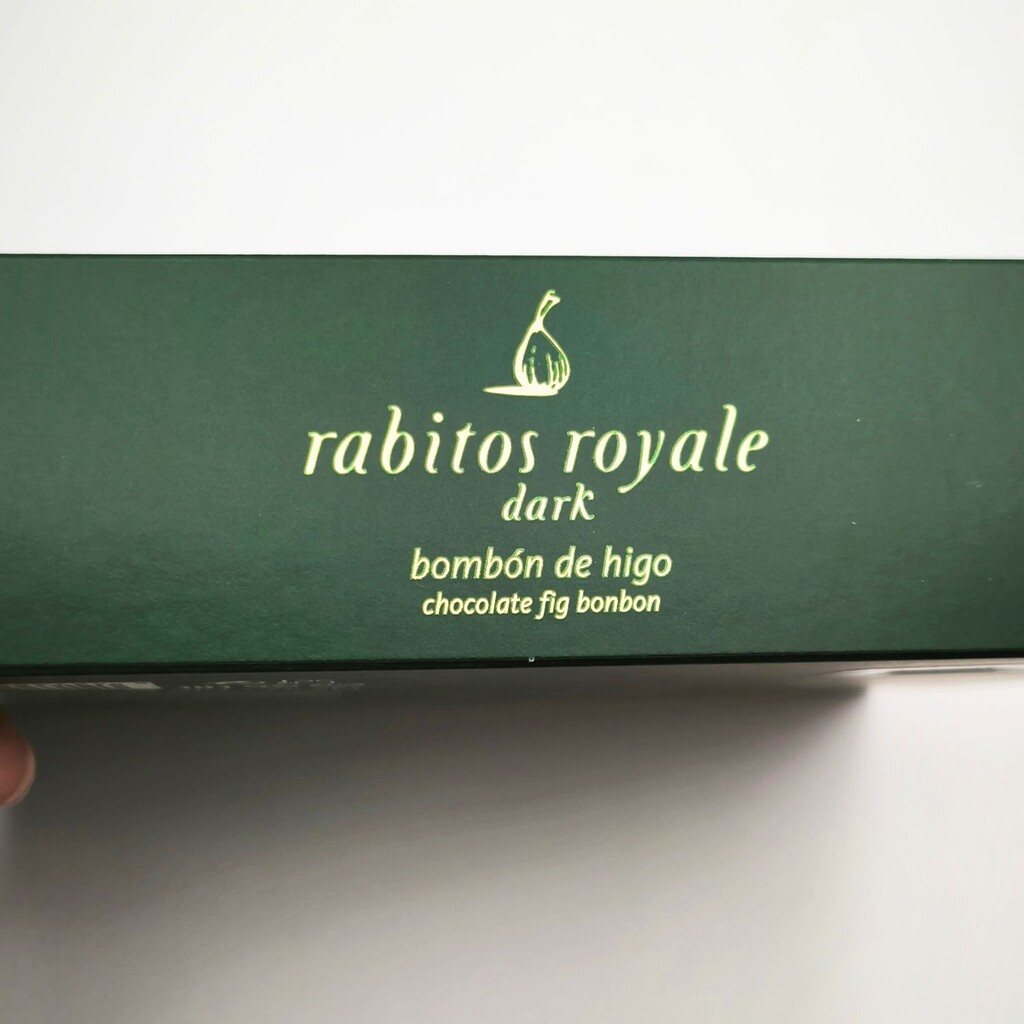 rabitos royale
dark
bombón de higo
chocolate fig bonbon